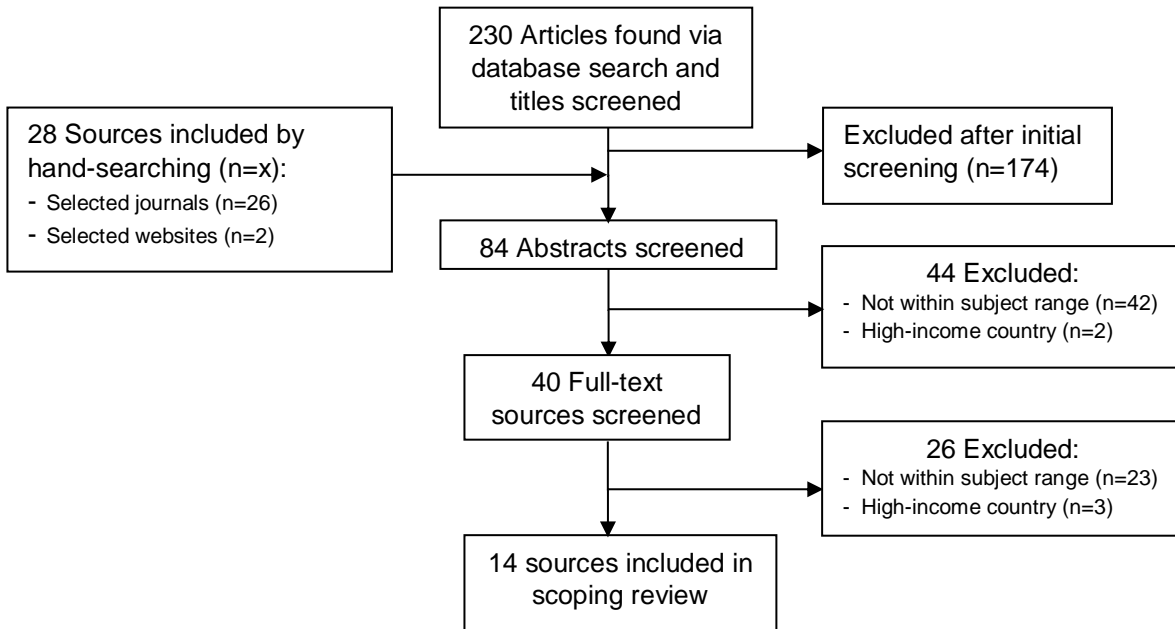 230 Articles found via
database search and
titles screened
28 Sources included by
hand-searching (n=x):
- Selected journals (n=26)
- Selected websites (n=2)
Excluded after initial
screening (n=174)
84 Abstracts screened
44 Excluded:
- Not within subject range (n=42)
- High-income country (n=2)
40 Full-text
sources screened
26 Excluded:
- Not within subject range (n=23)
- High-income country (n=3)
14 sources included in
scoping review